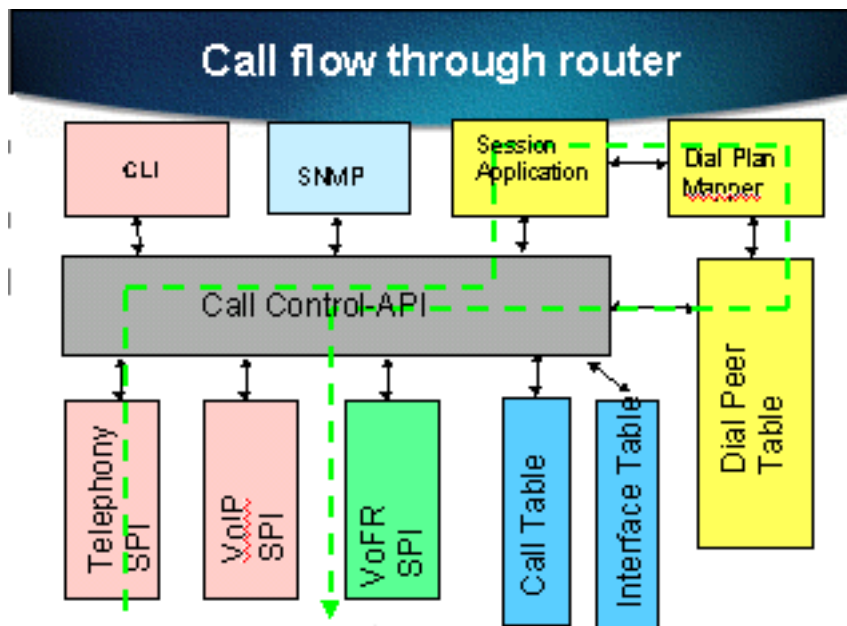 Call flow through router
CLI
SNMP
Session
Application
Dial Plan
Mapper
Call Control-API
Telephony
SPI
VoIP
SPI
VoFR
SPI
Call Table
Interface Table
Dial Peer
Table